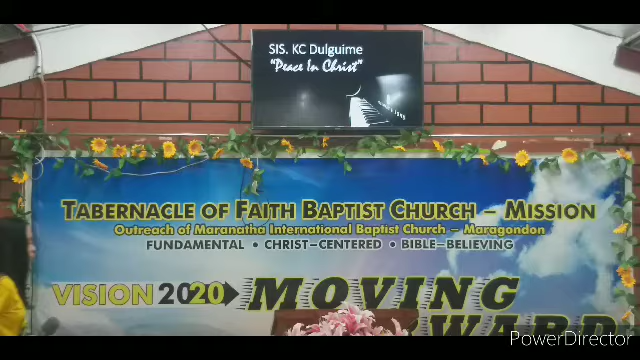 SIS. KC Dulguime
"Peace In Christ"
TABERNACLE OF FAITH BAPTIST CHURCH - MISSION
Outreach of Maranatha International Baptist Church - Maragondon
FUNDAMENTAL • CHRIST-CENTERED • BIBLE-BELIEVING
VISION 2020 MOVING
RWARD
PowerDirector